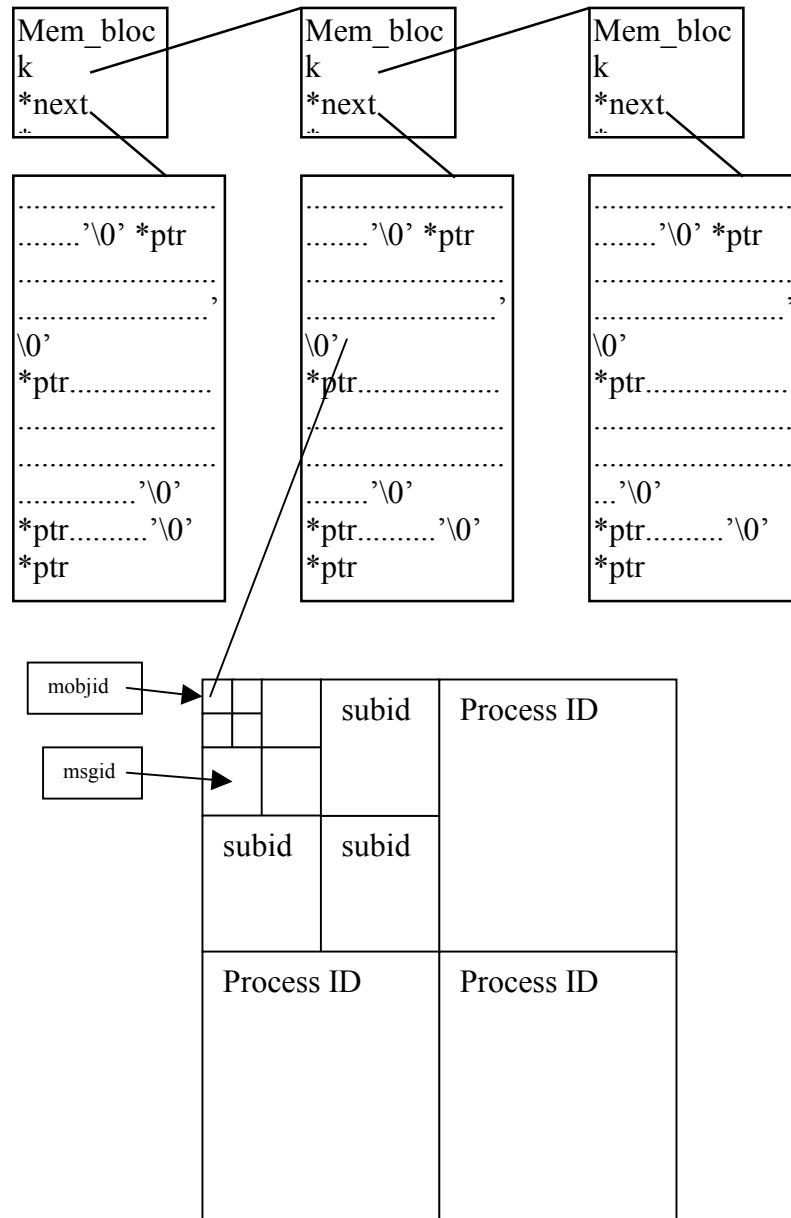 Mem_bloc
k
*next
*
Mem_bloc
k
*next
*
Mem_bloc
k
*next
*
.........................
........’\0’ *ptr
.........................
........................’
\0’
*ptr..................
.........................
.........................
...............’\0’
*ptr..........’\0’
*ptr
.........................
........’\0’ *ptr
.........................
........................’
\0’
*ptr..................
.........................
.........................
........’\0’
*ptr..........’\0’
*ptr
.........................
........’\0’ *ptr
.........................
........................’
\0’
*ptr..................
.........................
.........................
...’\0’
*ptr..........’\0’
*ptr
mobjid
msgid
subid
Process ID
subid
subid
Process ID
Process ID